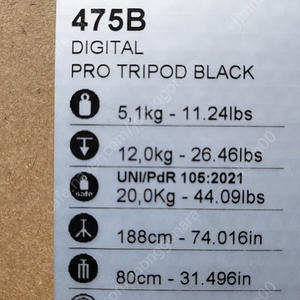 475B
DIGITAL
PRO TRIPOD BLACK
5,1kg - 11.24lbs
12,0kg - 26.46lbs
UNI/PdR 105:2021
safe
20,0Kg - 44.09lbs
188cm - 74.016in
80cm - 31.496in